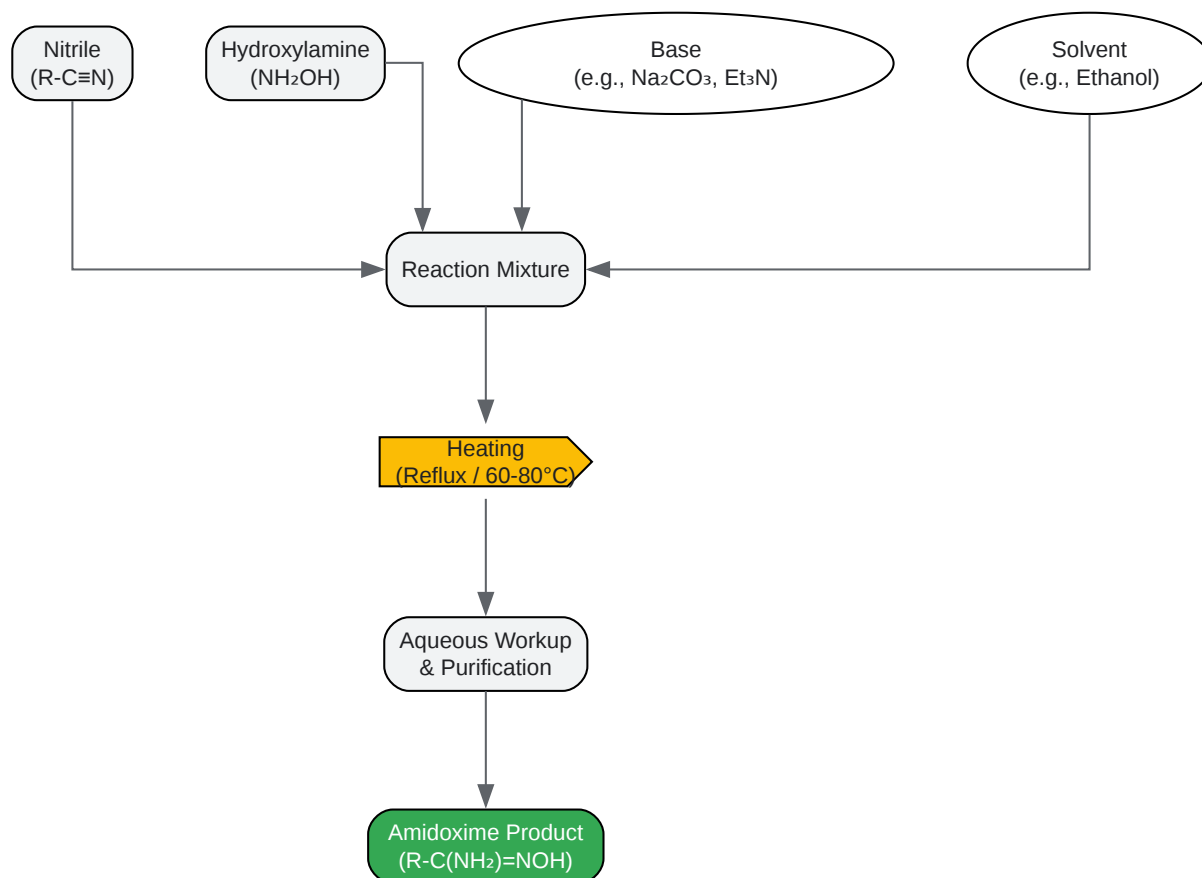 Nitrile
(R-C≡N)
Hydroxylamine
(NH₂OH)
Base
(e.g., Na₂CO₃, Et₃N)
Solvent
(e.g., Ethanol)
Reaction Mixture
Heating
(Reflux / 60-80°C)
Aqueous Workup
& Purification
Amidoxime Product
(R-C(NH₂)=NOH)